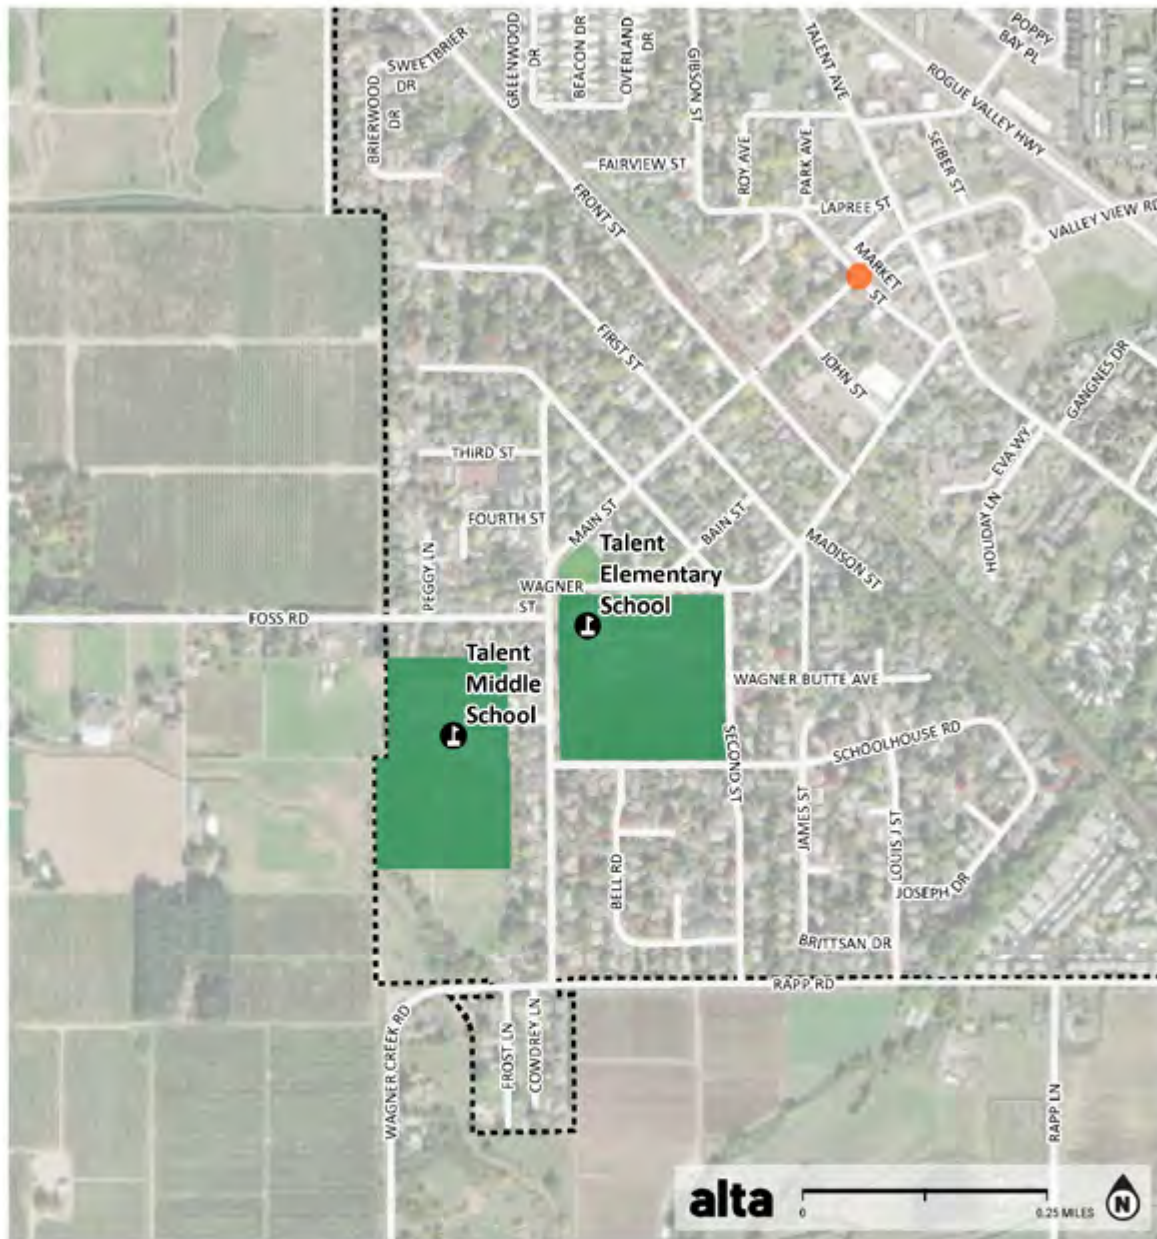 SWEETBRIER
DR
BRIERWOOD
DR
GREENWOOD
DR
BEACON DR
OVERLAND
DR
GIBSON ST
TALENT AVE
POPPY
BAY PL
ROGUE VALLEY HWY
FAIRVIEW ST
ROY AVE
PARK AVE
SEIBER ST
LAPREE ST
VALLEY VIEW RD
FRONT ST
MARKET
ST
FIRST ST
JOHN ST
GANGNES DR
EVA WY
HOLIDAY LN
THIRD ST
FOURTH ST
MAIN ST
BAIN ST
MADISON ST
PEGGY LN
WAGNER
ST
Talent
Elementary
School
FOSS RD
Talent
Middle
School
WAGNER BUTTE AVE
SECOND ST
SCHOOLHOUSE RD
JAMES ST
LOUIS J ST
BELL RD
JOSEPH DR
BRITTSAN DR
RAPP RD
WAGNER CREEK RD
FROST LN
COWDREY LN
RAPP LN
alta
0
0.25 MILES
N